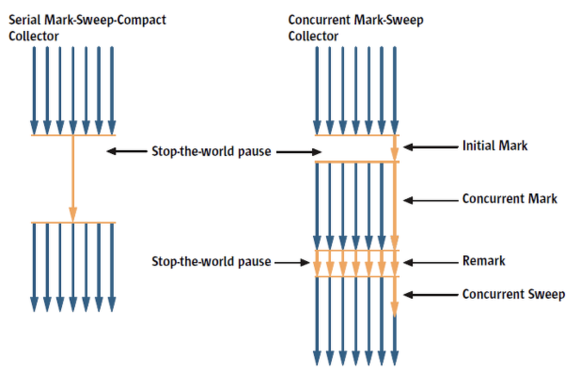 Serial Mark-Sweep-Compact
Collector
Concurrent Mark-Sweep
Collector
Stop-the-world pause
Initial Mark
Concurrent Mark
Stop-the-world pause
Remark
Concurrent Sweep